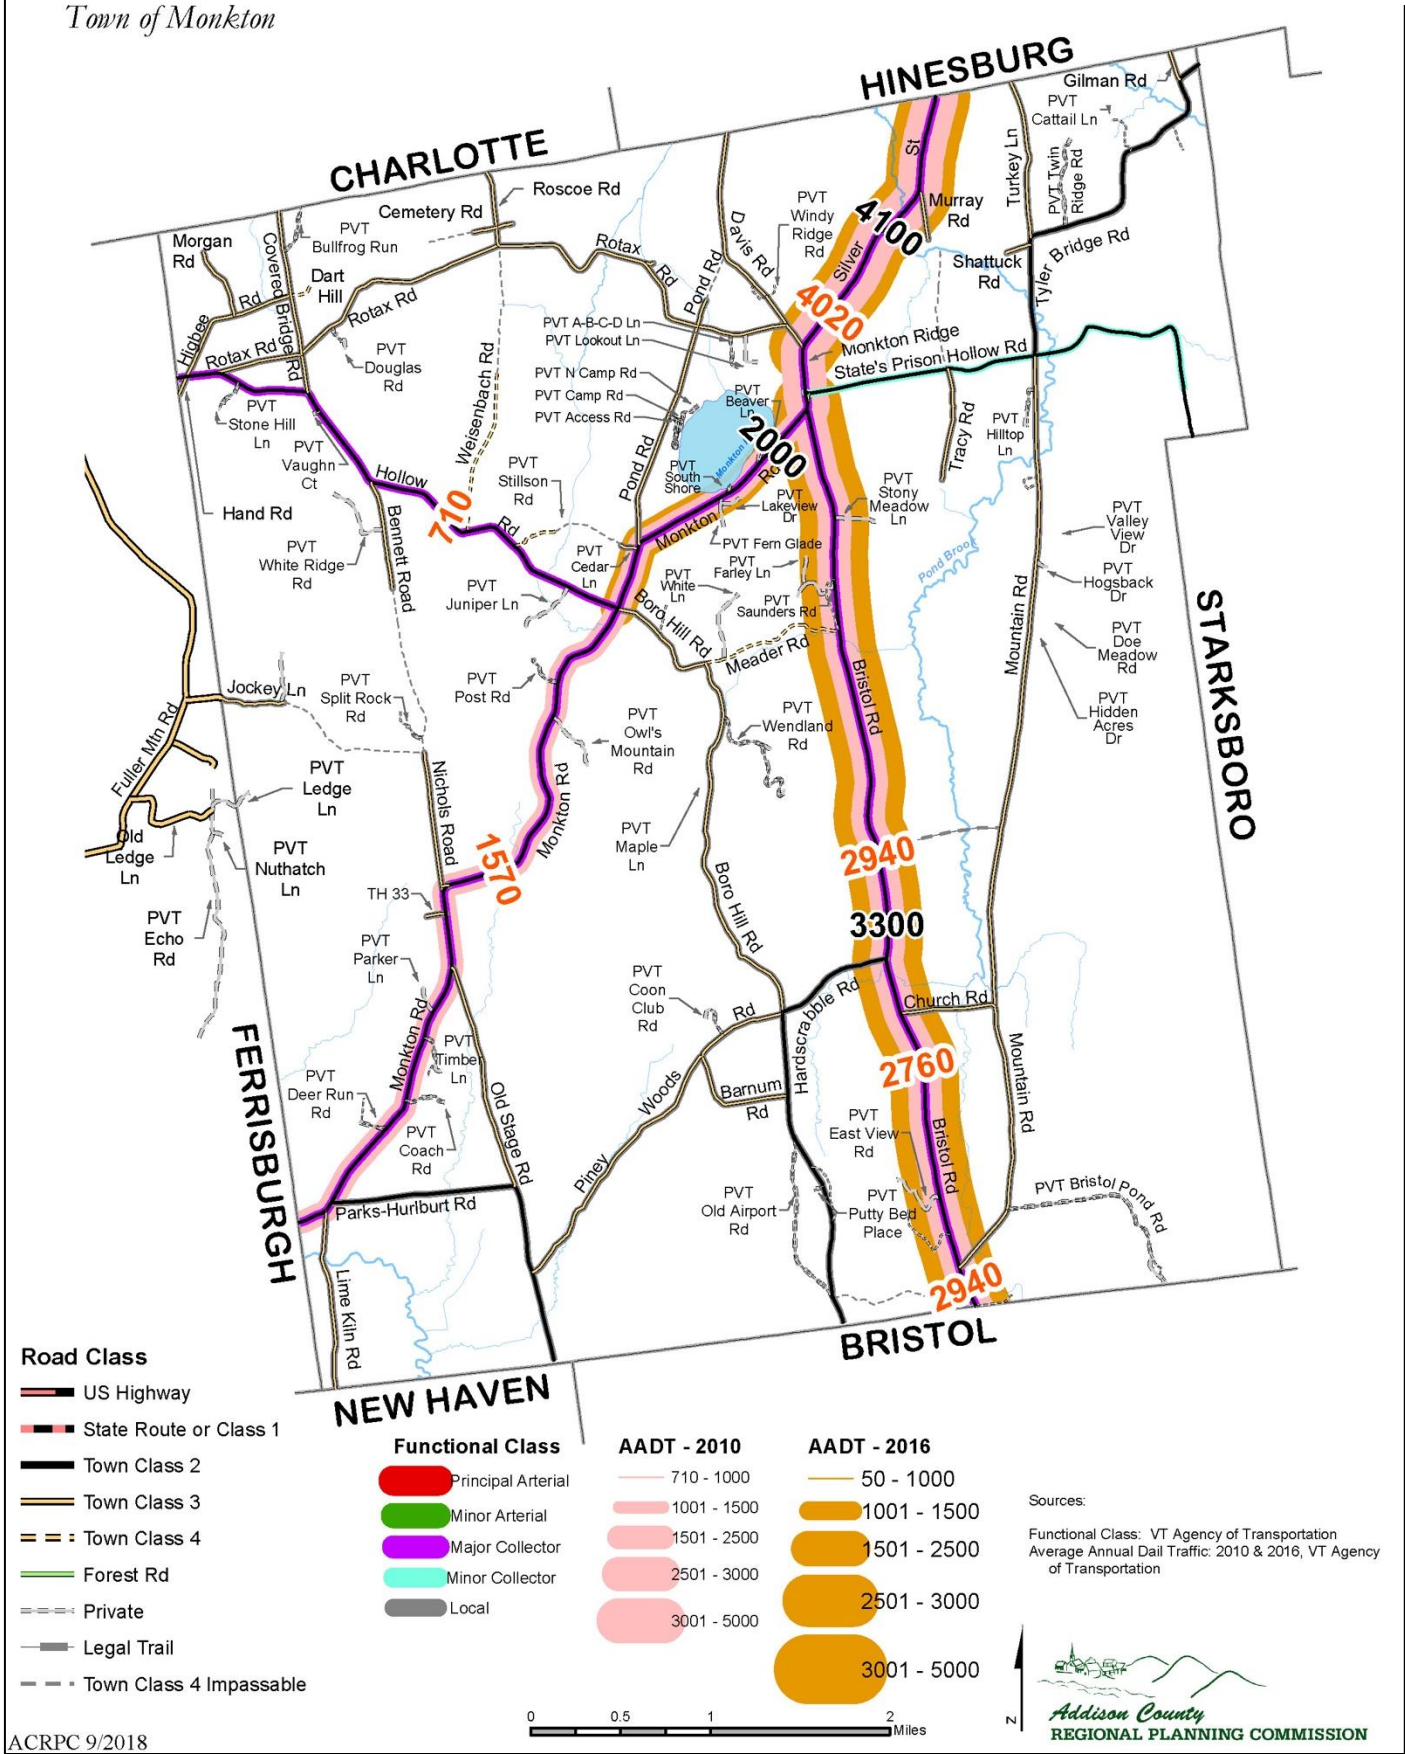 Town of Monkton
HINESBURG
CHARLOTTE
STARKSBORO
FERRISBURGH
BRISTOL
NEW HAVEN
Gilman Rd
PVT
Cattail Ln
PVT Twin
Ridge Rd
Turkey Ln
St
Murray
Rd
4100
Silver
4020
Shattuck
Rd
Tyler Bridge Rd
PVT
Windy
Ridge
Rd
Davis Rd
Roscoe Rd
Cemetery Rd
PVT
Bullfrog Run
Morgan
Rd
Covered Bridge Rd
Dart
Hill
Rd
Higbee
Rotax
Rd
Rotax Rd
Rotax Rd
Pond Rd
PVT A-B-C-D Ln
PVT Lookout Ln
Monkton Ridge
State's Prison Hollow Rd
PVT
Douglas
Rd
PVT N Camp Rd
PVT Camp Rd
PVT Access Rd
PVT
Beaver
Ln
2000
Monkton
PVT
Stone Hill
Ln
PVT
Vaughn
Ct
Weisenbach Rd
Hollow
Rd
710
PVT
Stillson
Rd
Pond Rd
PVT
South
Shore
Rd
PVT
Lakeview
Dr
PVT
Stony
Meadow
Ln
Tracy Rd
PVT
Hilltop
Ln
Hand Rd
Bennett Road
PVT
White Ridge
Rd
PVT
Cedar
Ln
Monkton
PVT Fern Glade
PVT
Farley Ln
PVT
White
Ln
PVT
Saunders Rd
Pond Brook
PVT
Valley
View
Dr
PVT
Hogsback
Dr
PVT
Doe
Meadow
Rd
PVT
Hidden
Acres
Dr
Mountain Rd
PVT
Juniper Ln
Boro Hill Rd
Meader Rd
Bristol Rd
Jockey Ln
PVT
Split Rock
Rd
PVT
Post Rd
PVT
Owl's
Mountain
Rd
PVT
Wendland
Rd
Fuller Mtn Rd
PVT
Ledge
Ln
Old
Ledge
Ln
PVT
Nuthatch
Ln
PVT
Echo
Rd
Nichols Road
Monkton Rd
PVT
Maple
Ln
1570
2940
3300
TH 33
Boro Hill Rd
PVT
Parker
Ln
PVT
Coon
Club
Rd
Rd
Hardscrabble Rd
Church Rd
2760
Monkton Rd
PVT
Timber
Ln
PVT
Deer Run
Rd
PVT
Coach
Rd
Old Stage Rd
Woods
Barnum
Rd
Piney
PVT
East View
Rd
Bristol Rd
Mountain Rd
Parks-Hurlburt Rd
PVT
Old Airport
Rd
PVT
Putty Bed
Place
PVT Bristol Pond Rd
2940
Lime Kiln Rd
Road Class
US Highway
State Route or Class 1
Town Class 2
Town Class 3
Town Class 4
Forest Rd
Private
Legal Trail
Town Class 4 Impassable
Functional Class
Principal Arterial
Minor Arterial
Major Collector
Minor Collector
Local
AADT - 2010
710 - 1000
1001 - 1500
1501 - 2500
2501 - 3000
3001 - 5000
AADT - 2016
50 - 1000
1001 - 1500
1501 - 2500
2501 - 3000
3001 - 5000
Sources:
Functional Class: VT Agency of Transportation
Average Annual Dail Traffic: 2010 & 2016, VT Agency
of Transportation
0 0.5 1 2
Miles
N
Addison County
REGIONAL PLANNING COMMISSION
ACRPC 9/2018